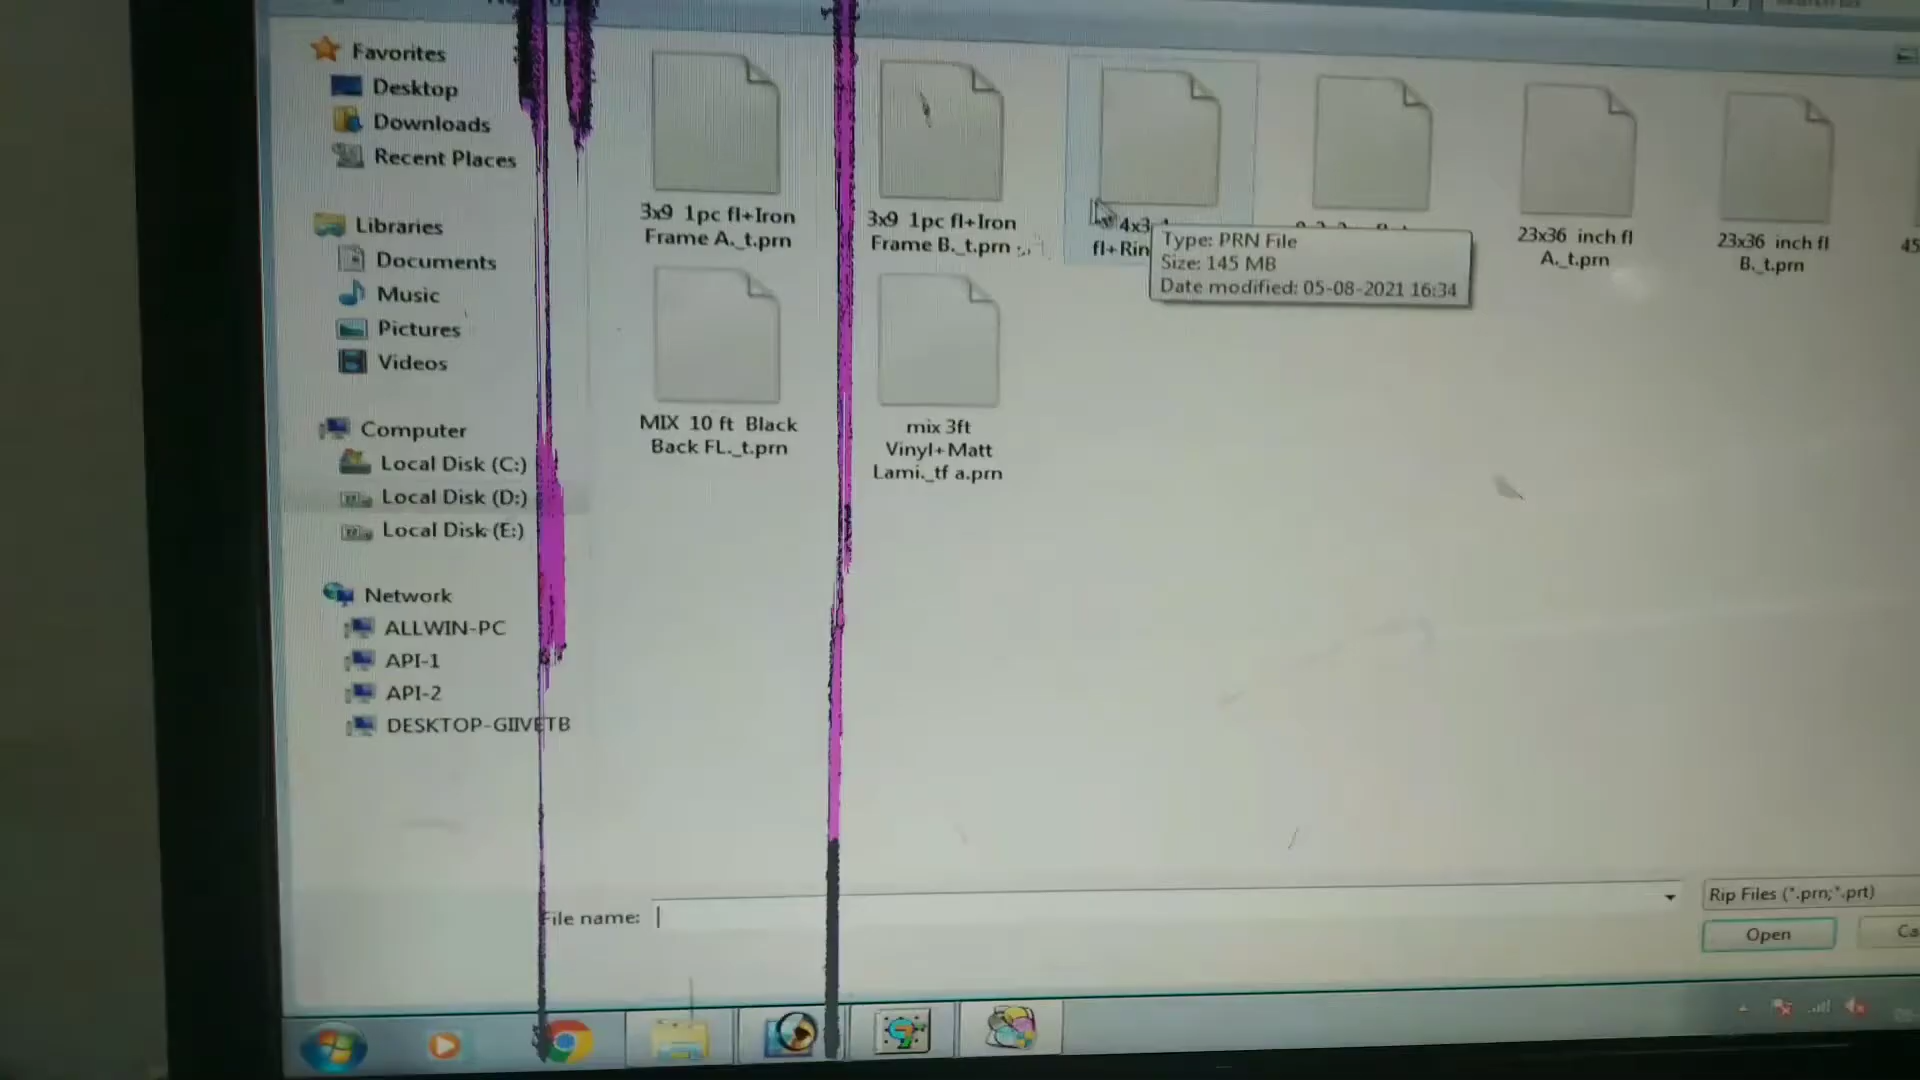 Favorites
Desktop
Downloads
Recent Places
Libraries
Documents
Music
Pictures
Videos
Computer
Local Disk (C:)
Local Disk (D:)
Local Disk (E:)
Network
ALLWIN-PC
API-1
API-2
DESKTOP-GIIVETB
3x9 1pc fl+Iron
Frame A._t.prn
3x9 1pc fl+Iron
Frame B._t.prn
4x3
fl+Rin
Type: PRN File
Size: 145 MB
Date modified: 05-08-2021 16:34
23x36 inch fl
A._t.prn
23x36 inch fl
B._t.prn
45
MIX 10 ft Black
Back FL._t.prn
mix 3ft
Vinyl+Matt
Lami._tf a.prn
File name:
Rip Files (*.prn;*.prt)
Open
Ca